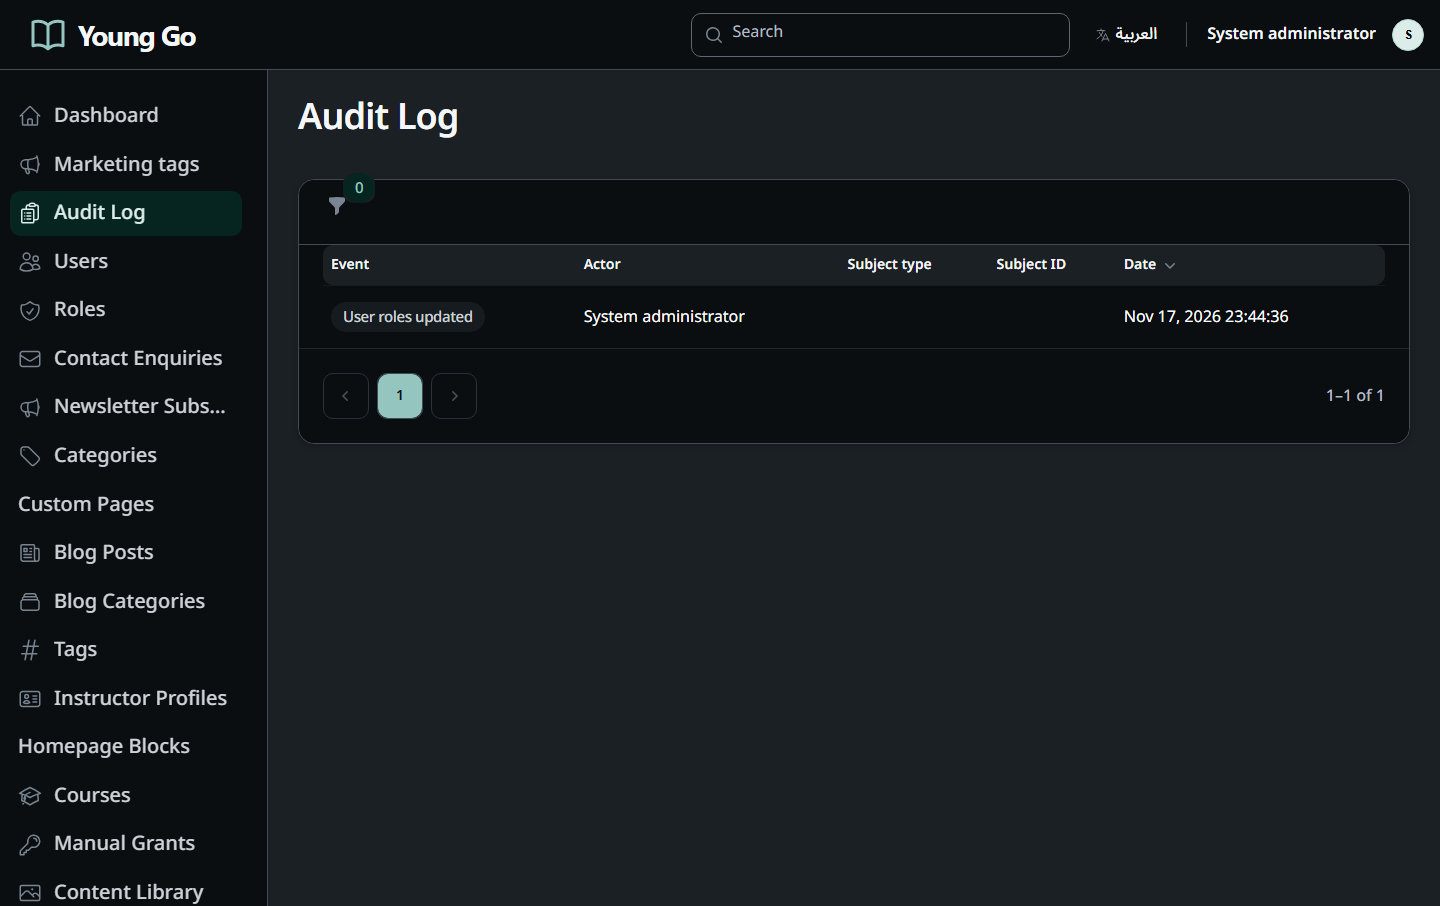 Young Go
Search
العربية
System administrator
S
Dashboard
Marketing tags
Audit Log
Users
Roles
Contact Enquiries
Newsletter Subs...
Categories
Custom Pages
Blog Posts
Blog Categories
Tags
Instructor Profiles
Homepage Blocks
Courses
Manual Grants
Content Library
Audit Log
0
Event Actor Subject type Subject ID Date
User roles updated System administrator Nov 17, 2026 23:44:36
1
1–1 of 1